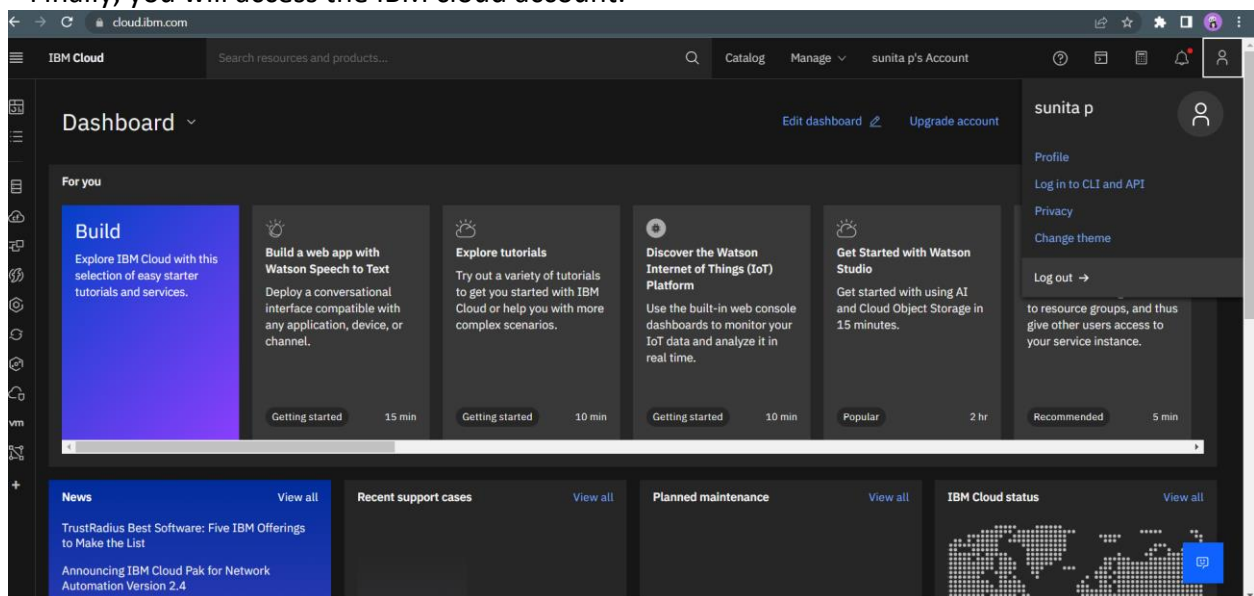 Finally, you will access the IBM cloud account.
cloud.ibm.com
IBM Cloud
Search resources and products...
Catalog
Manage
sunita p's Account
Dashboard
Edit dashboard
Upgrade account
sunita p
Profile
Log in to CLI and API
Privacy
Change theme
Log out →
For you
Build
Explore IBM Cloud with this
selection of easy starter
tutorials and services.
Build a web app with
Watson Speech to Text
Deploy a conversational
interface compatible with
any application, device, or
channel.
Getting started
15 min
Explore tutorials
Try out a variety of tutorials
to get you started with IBM
Cloud or help you with more
complex scenarios.
Getting started
10 min
Discover the Watson
Internet of Things (IoT)
Platform
Use the built-in web console
dashboards to monitor your
IoT data and analyze it in
real time.
Getting started
10 min
Get Started with Watson
Studio
Get started with using AI
and Cloud Object Storage in
15 minutes.
Popular
2 hr
to resource groups, and thus
give other users access to
your service instance.
Recommended
5 min
vm
News
View all
TrustRadius Best Software: Five IBM Offerings
to Make the List
Announcing IBM Cloud Pak for Network
Automation Version 2.4
Recent support cases
View all
Planned maintenance
View all
IBM Cloud status
View all